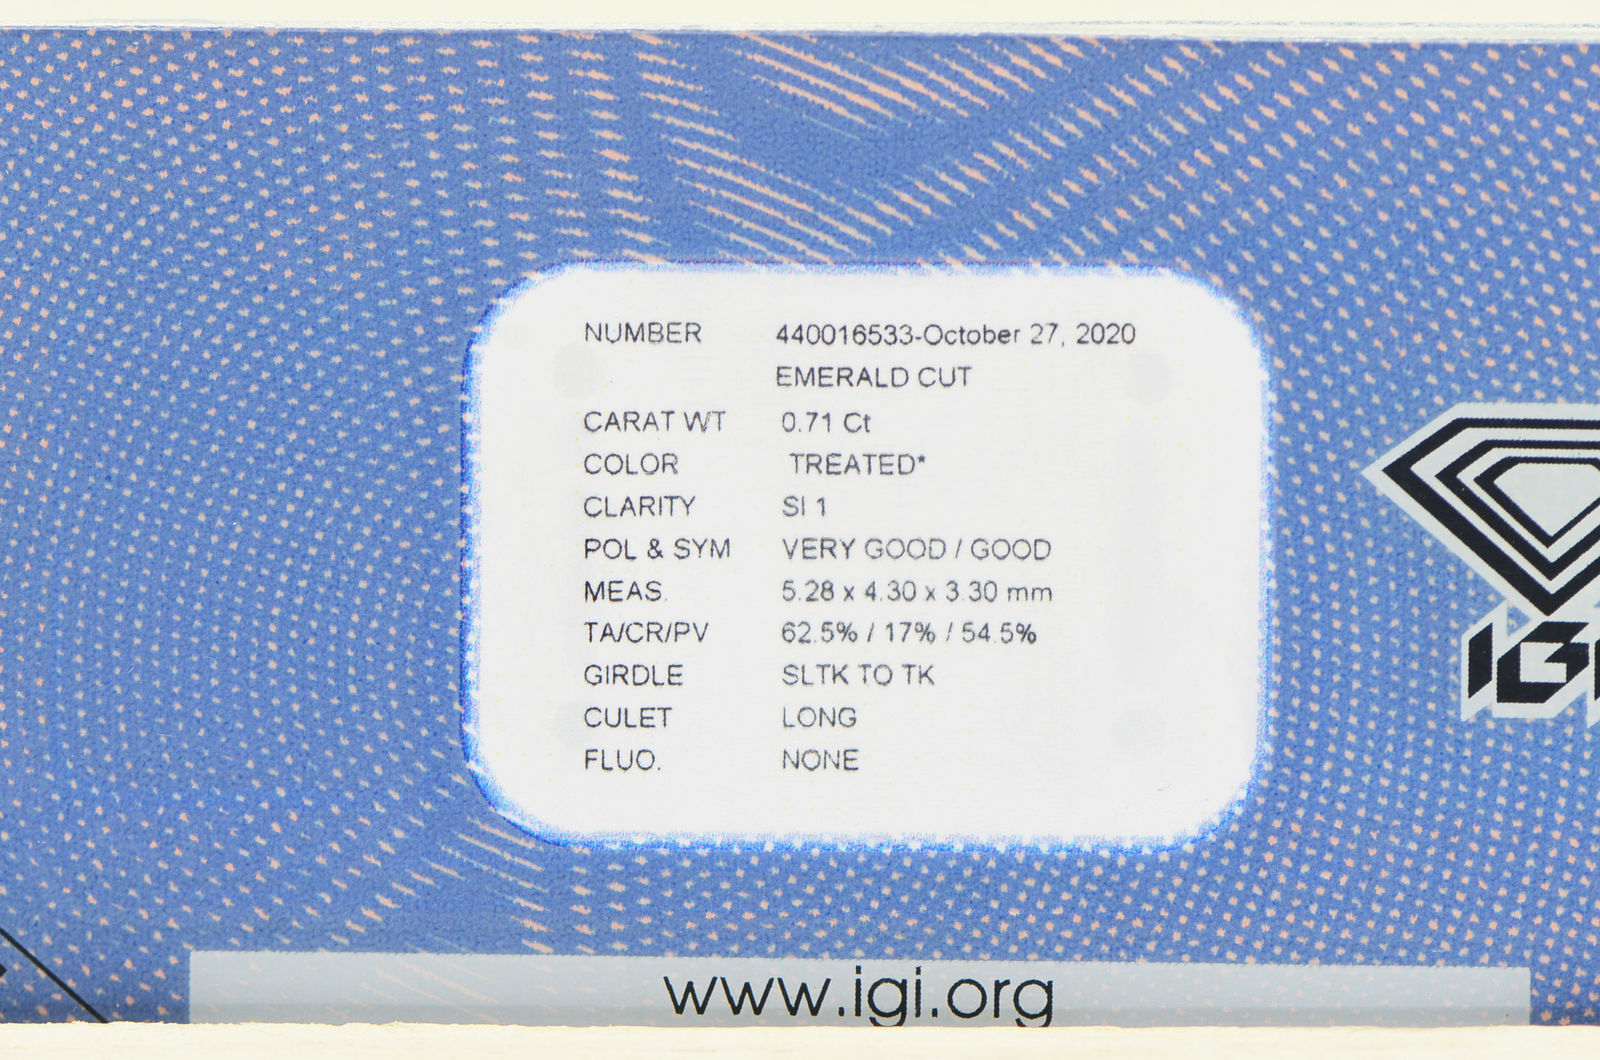 NUMBER 440016533-October 27, 2020
EMERALD CUT
CARAT WT 0.71 Ct
COLOR TREATED*
CLARITY SI 1
POL & SYM VERY GOOD / GOOD
MEAS. 5.28 x 4.30 x 3.30 mm
TA/CR/PV 62.5% / 17% / 54.5%
GIRDLE SLTK TO TK
CULET LONG
FLUO. NONE
IGI
www.igi.org